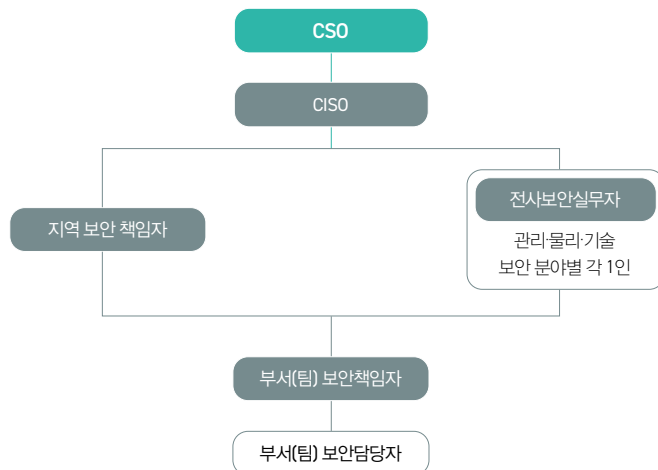 CSO
CISO
지역 보안 책임자
전사보안실무자
관리·물리·기술
보안 분야별 각 1인
부서(팀) 보안책임자
부서(팀) 보안담당자